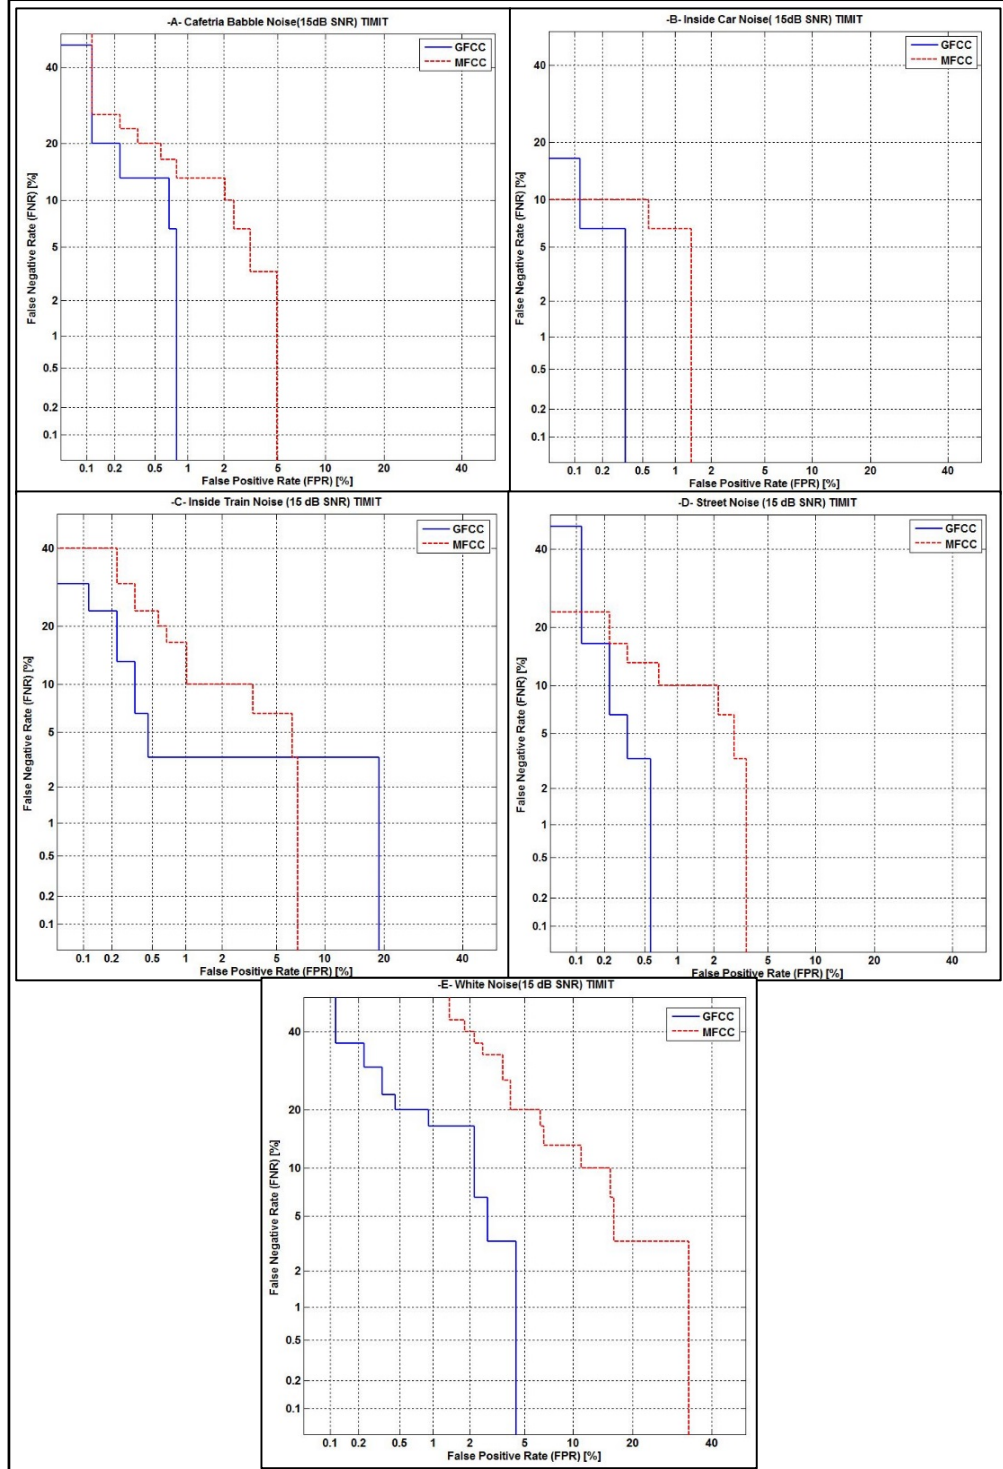 -A- Cafetria Babble Noise(15dB SNR) TIMIT
GFCC
MFCC
False Negative Rate (FNR) [%]
40
20
10
5
2
1
0.5
0.2
0.1
0.1 0.2 0.5 1 2 5 10 20 40
False Positive Rate (FPR) [%]
-B- Inside Car Noise( 15dB SNR) TIMIT
GFCC
MFCC
False Negative Rate (FNR) [%]
40
20
10
5
2
1
0.5
0.2
0.1
0.1 0.2 0.5 1 2 5 10 20 40
False Positive Rate (FPR) [%]
-C- Inside Train Noise (15 dB SNR) TIMIT
GFCC
MFCC
False Negative Rate (FNR) [%]
40
20
10
5
2
1
0.5
0.2
0.1
0.1 0.2 0.5 1 2 5 10 20 40
False Positive Rate (FPR) [%]
-D- Street Noise (15 dB SNR) TIMIT
GFCC
MFCC
False Negative Rate (FNR) [%]
40
20
10
5
2
1
0.5
0.2
0.1
0.1 0.2 0.5 1 2 5 10 20 40
False Positive Rate (FPR) [%]
-E- White Noise(15 dB SNR) TIMIT
GFCC
MFCC
False Negative Rate (FNR) [%]
40
20
10
5
2
1
0.5
0.2
0.1
0.1 0.2 0.5 1 2 5 10 20 40
False Positive Rate (FPR) [%]